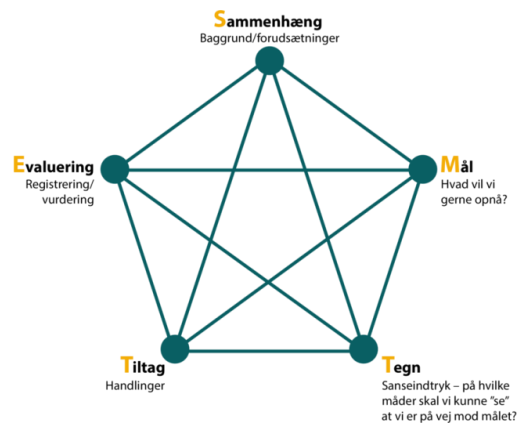 Sammenhæng
Baggrund/forudsætninger
Evaluering
Registrering/
vurdering
Mål
Hvad vil vi
gerne opnå?
Tiltag
Handlinger
Tegn
Sanseindtryk – på hvilke
måder skal vi kunne ”se”
at vi er på vej mod målet?